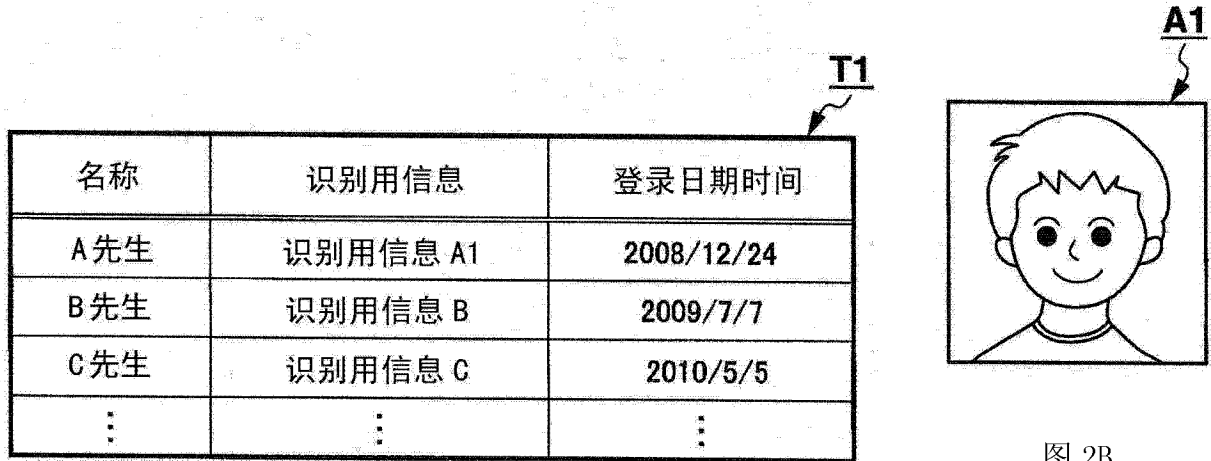 T1
A1
名称 识别用信息 登录日期时间
A先生 识别用信息 A1 2008/12/24
B先生 识别用信息 B 2009/7/7
C先生 识别用信息 C 2010/5/5
⋮ ⋮ ⋮
图 2B